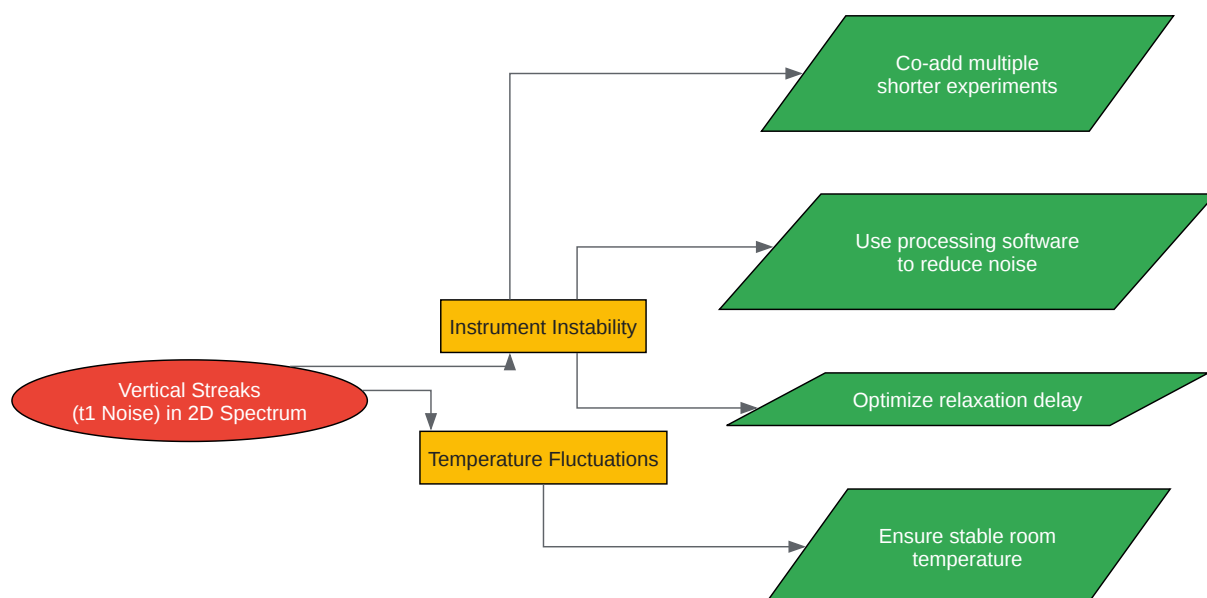 Co-add multiple
shorter experiments
Use processing software
to reduce noise
Instrument Instability
Vertical Streaks
(t1 Noise) in 2D Spectrum
Optimize relaxation delay
Temperature Fluctuations
Ensure stable room
temperature